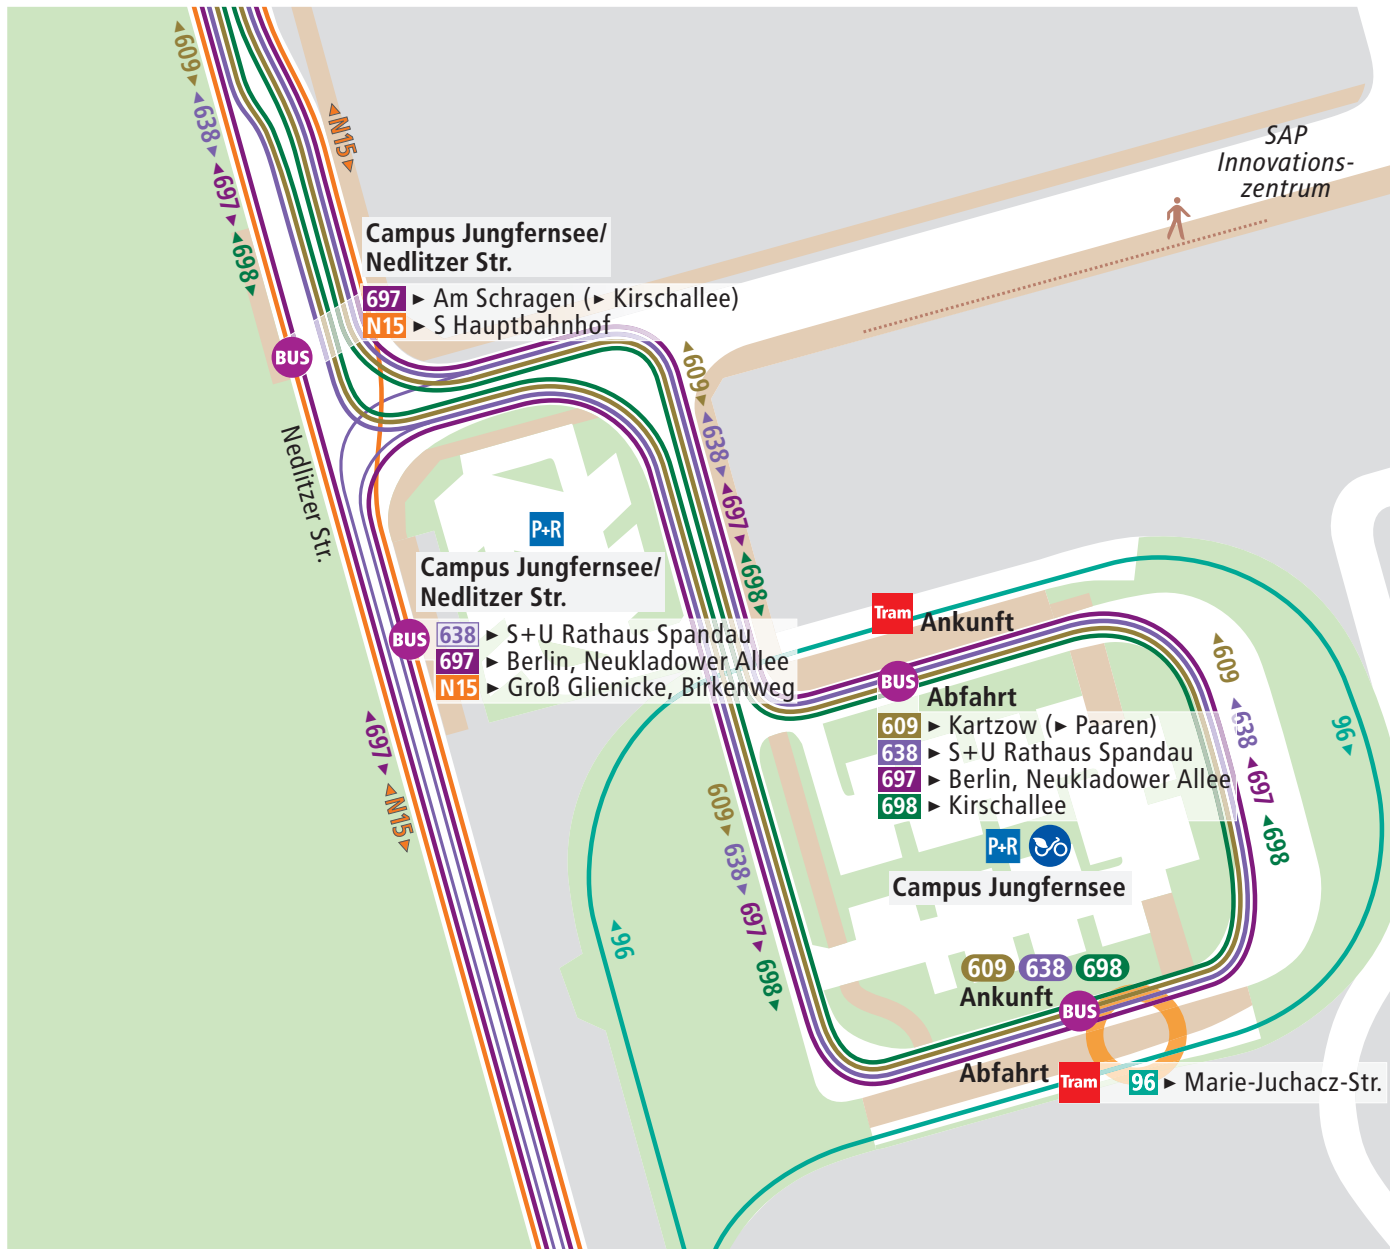 609
638
697
698
N15
SAP
Innovations-
zentrum
Campus Jungfernsee/
Nedlitzer Str.
697 ► Am Schragen (► Kirschallee)
N15 ► S Hauptbahnhof
BUS
Nedlitzer Str.
609
638
697
698
P+R
Campus Jungfernsee/
Nedlitzer Str.
BUS
638 ► S+U Rathaus Spandau
697 ► Berlin, Neukladower Allee
N15 ► Groß Glienicke, Birkenweg
697
N15
Tram Ankunft
BUS
Abfahrt
609 ► Kartzow (► Paaren)
638 ► S+U Rathaus Spandau
697 ► Berlin, Neukladower Allee
698 ► Kirschallee
P+R
Campus Jungfernsee
609
638
697
698
96
609
638
697
698
96
609 638 698
Ankunft
BUS
Abfahrt Tram 96 ► Marie-Juchacz-Str.